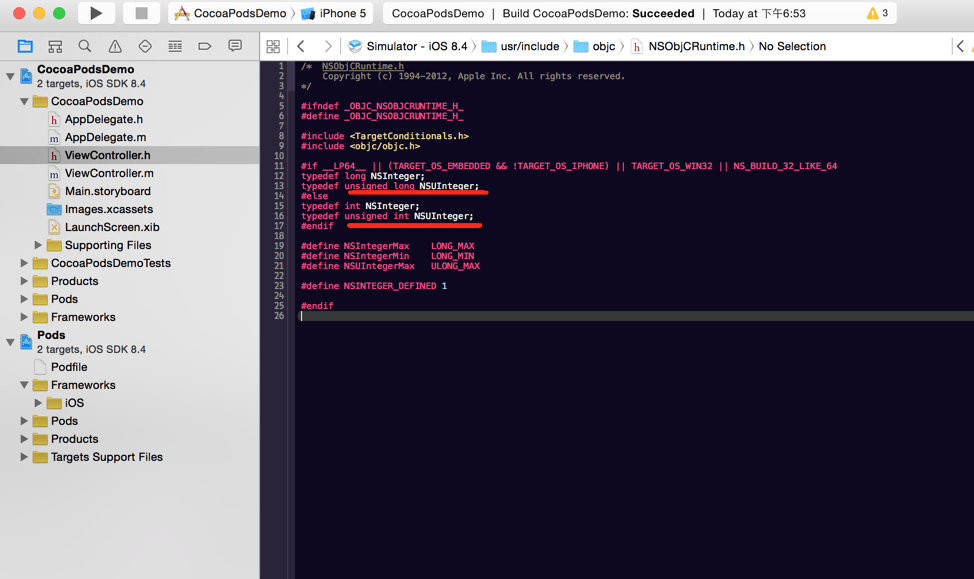 CocoaPodsDemo 〉 iPhone 5
CocoaPodsDemo | Build CocoaPodsDemo: Succeeded | Today at 下午6:53
3
Simulator - iOS 8.4 〉 usr/include 〉 objc 〉 h NSObjCRuntime.h 〉 No Selection
CocoaPodsDemo
2 targets, iOS SDK 8.4
CocoaPodsDemo
h AppDelegate.h
m AppDelegate.m
h ViewController.h
m ViewController.m
Main.storyboard
Images.xcassets
LaunchScreen.xib
Supporting Files
CocoaPodsDemoTests
Products
Pods
Frameworks
Pods
2 targets, iOS SDK 8.4
Podfile
Frameworks
iOS
Pods
Products
Targets Support Files
1 /* NSObjCRuntime.h
2 Copyright (c) 1994-2012, Apple Inc. All rights reserved.
3 */
4
5 #ifndef _OBJC_NSOBJCRUNTIME_H_
6 #define _OBJC_NSOBJCRUNTIME_H_
7
8 #include <TargetConditionals.h>
9 #include <objc/objc.h>
10
11 #if __LP64__ || (TARGET_OS_EMBEDDED && !TARGET_OS_IPHONE) || TARGET_OS_WIN32 || NS_BUILD_32_LIKE_64
12 typedef long NSInteger;
13 typedef unsigned long NSUInteger;
14 #else
15 typedef int NSInteger;
16 typedef unsigned int NSUInteger;
17 #endif
18
19 #define NSIntegerMax LONG_MAX
20 #define NSIntegerMin LONG_MIN
21 #define NSUIntegerMax ULONG_MAX
22
23 #define NSINTEGER_DEFINED 1
24
25 #endif
26